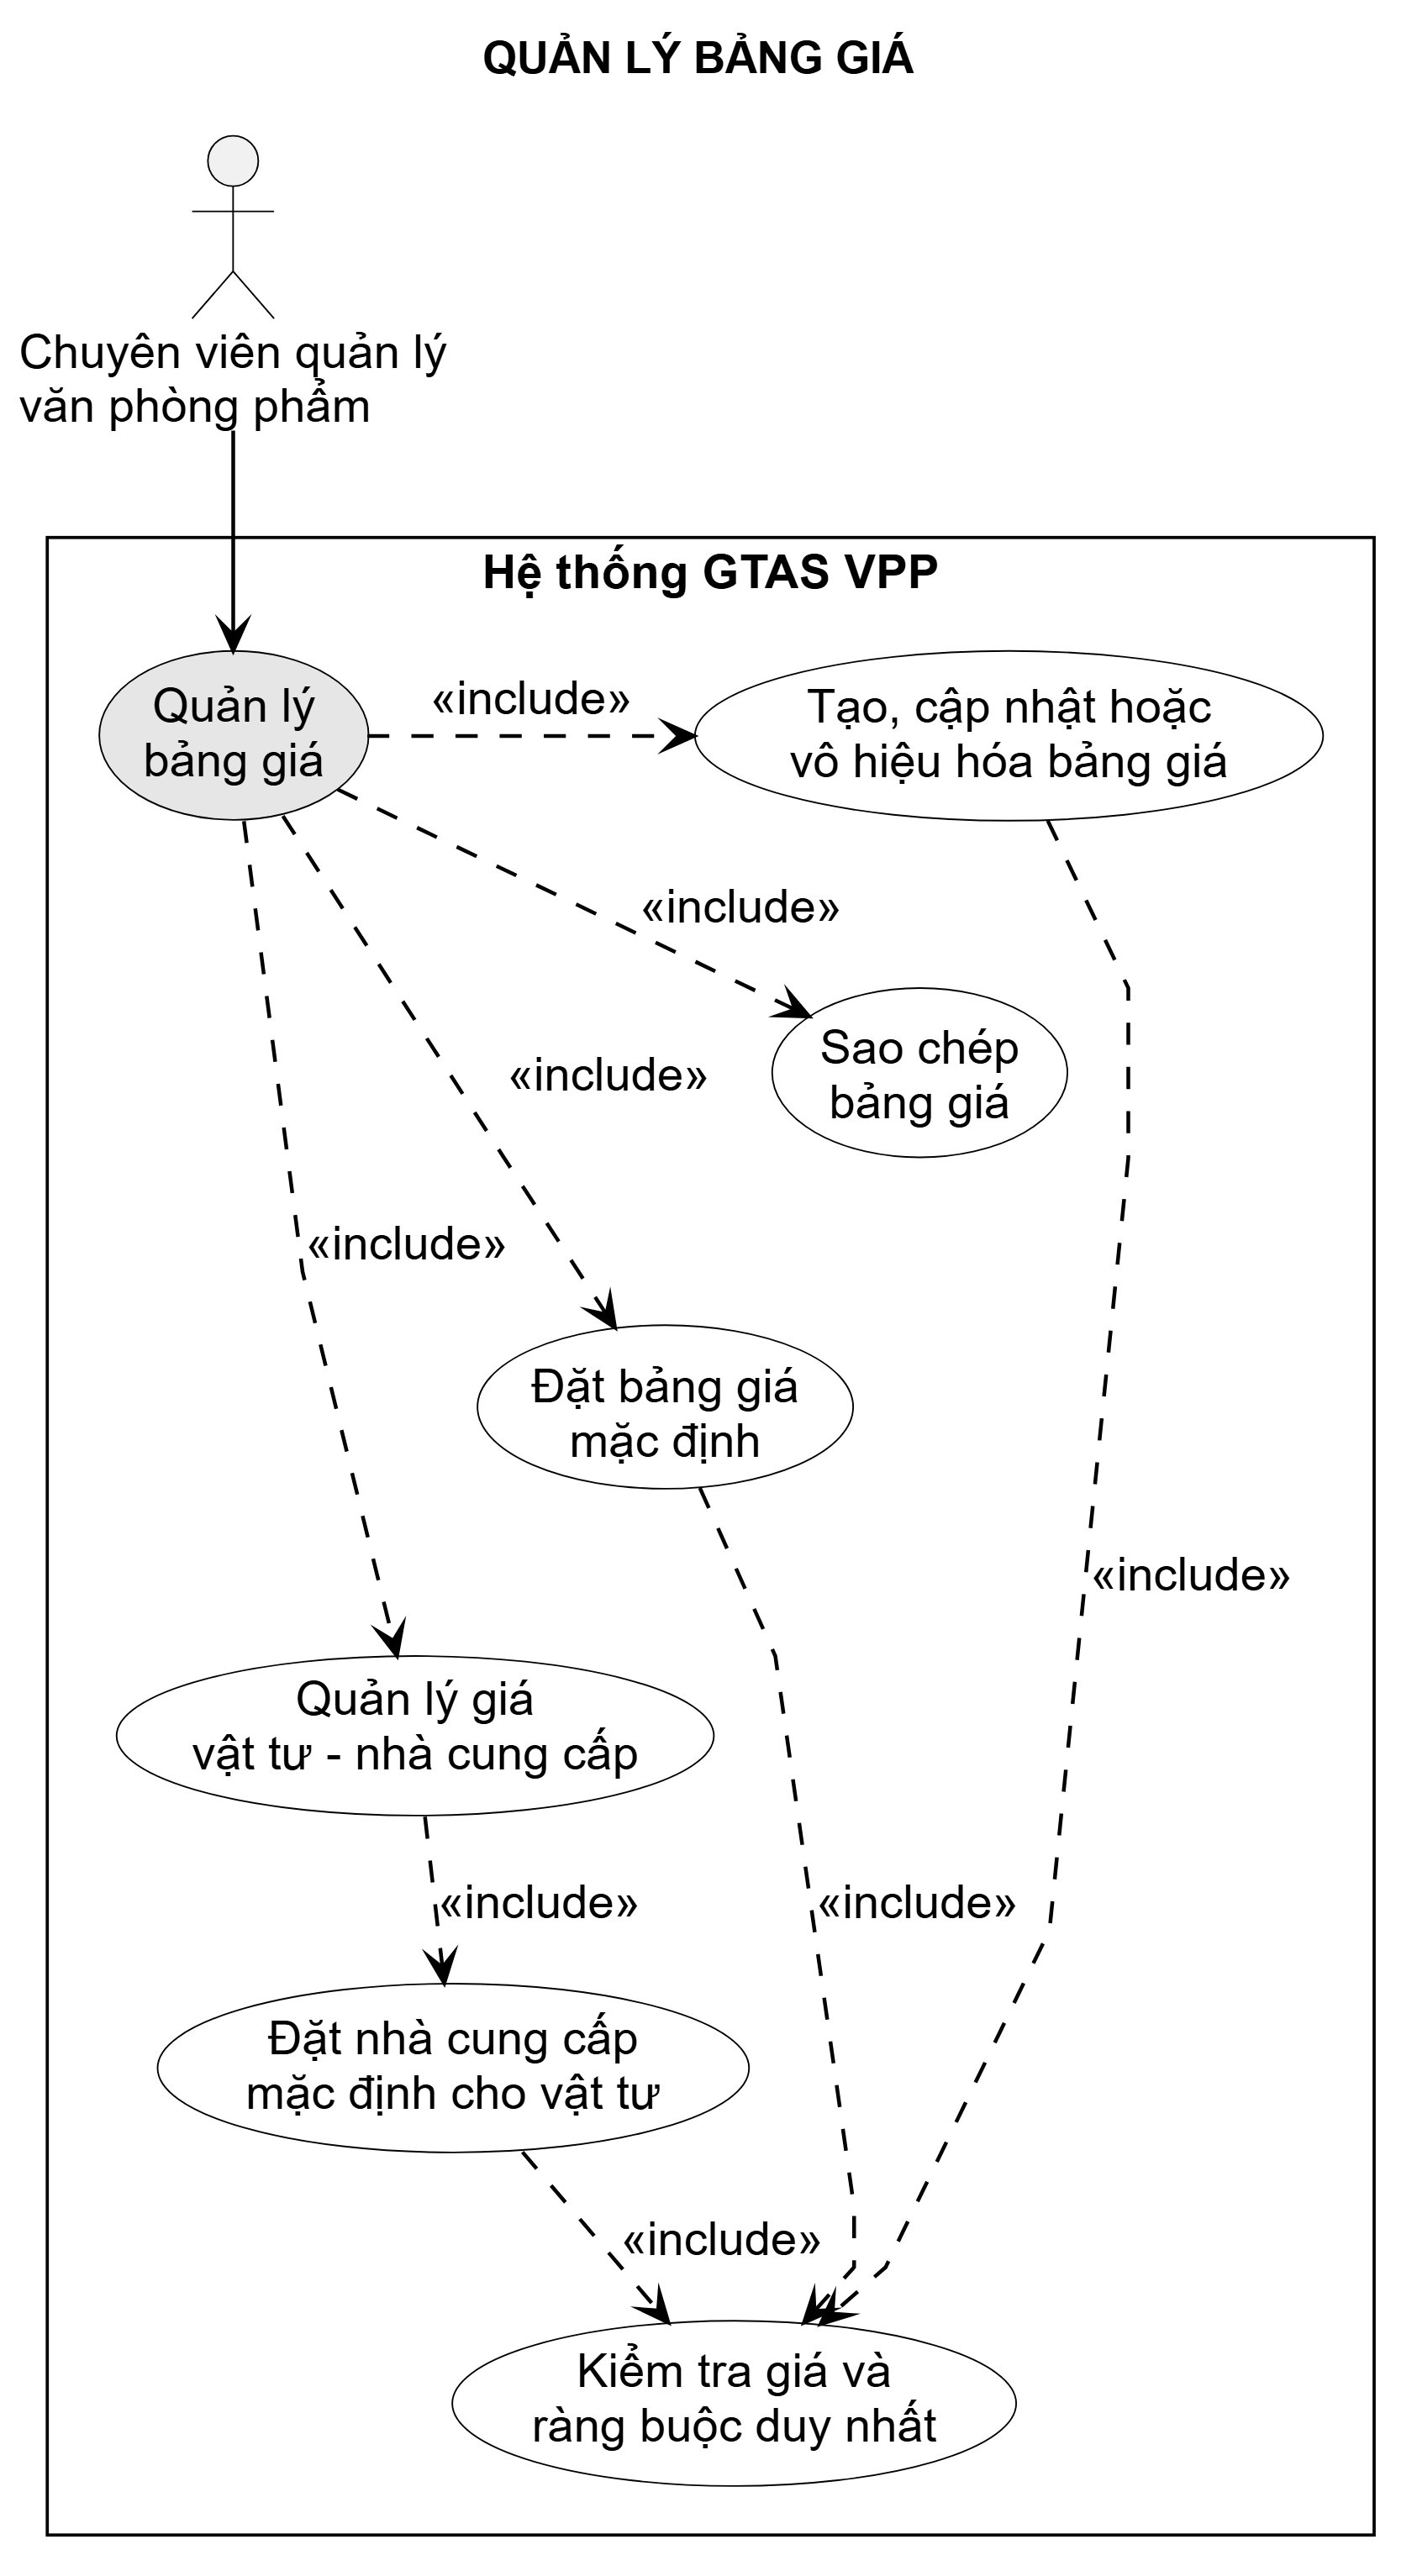 QUẢN LÝ BẢNG GIÁ
Chuyên viên quản lý
văn phòng phẩm
Hệ thống GTAS VPP
Quản lý
bảng giá
«include»
Tạo, cập nhật hoặc
vô hiệu hóa bảng giá
«include»
Sao chép
bảng giá
«include»
«include»
Đặt bảng giá
mặc định
«include»
Quản lý giá
vật tư - nhà cung cấp
«include»
«include»
Đặt nhà cung cấp
mặc định cho vật tư
«include»
Kiểm tra giá và
ràng buộc duy nhất